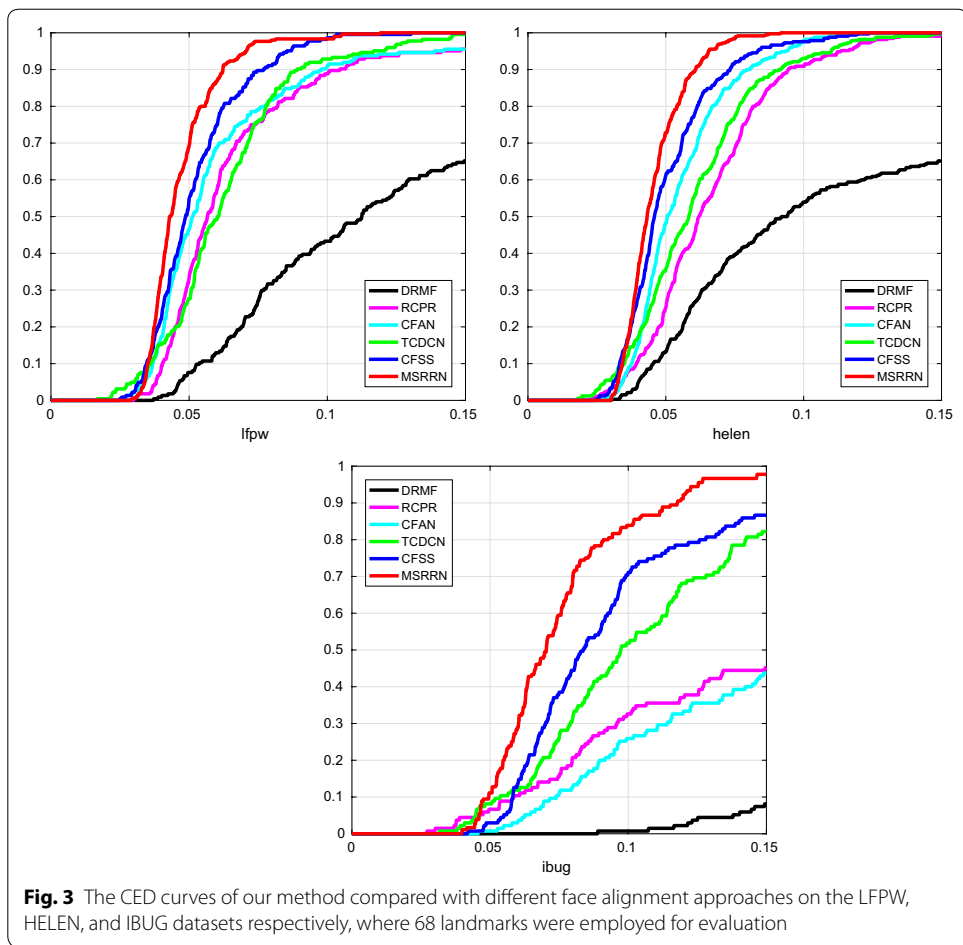 1
0.9
0.8
0.7
0.6
0.5
0.4
0.3
0.2
0.1
0
DRMF
RCPR
CFAN
TCDCN
CFSS
MSRRN
0 0.05 0.1 0.15
lfpw
1
0.9
0.8
0.7
0.6
0.5
0.4
0.3
0.2
0.1
0
DRMF
RCPR
CFAN
TCDCN
CFSS
MSRRN
0 0.05 0.1 0.15
helen
1
0.9
0.8
0.7
0.6
0.5
0.4
0.3
0.2
0.1
0
DRMF
RCPR
CFAN
TCDCN
CFSS
MSRRN
0 0.05 0.1 0.15
ibug
Fig. 3 The CED curves of our method compared with different face alignment approaches on the LFPW,
HELEN, and IBUG datasets respectively, where 68 landmarks were employed for evaluation